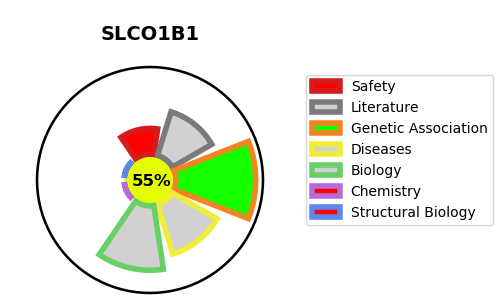 SLCO1B1
55%
Safety
Literature
Genetic Association
Diseases
Biology
Chemistry
Structural Biology